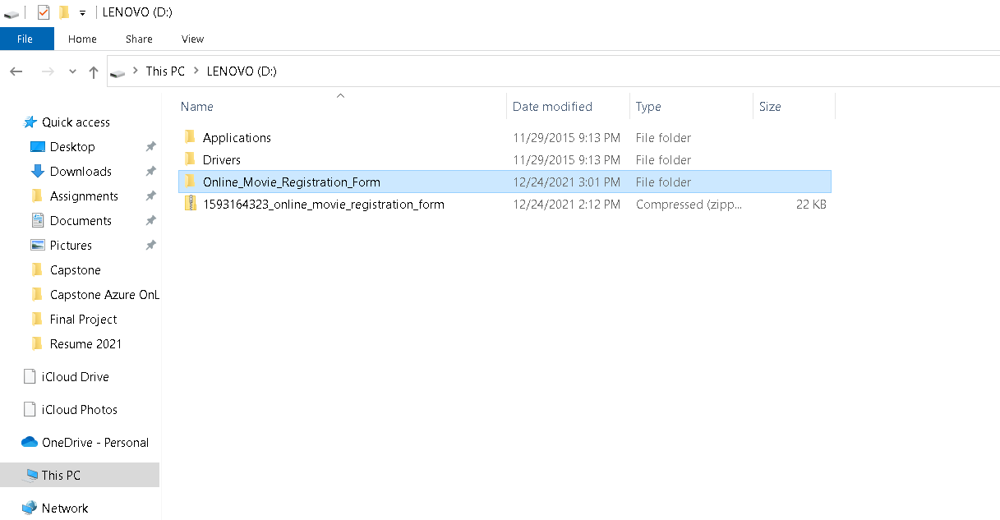 LENOVO (D:)
File Home Share View
This PC > LENOVO (D:)
Name Date modified Type Size
Applications 11/29/2015 9:13 PM File folder
Drivers 11/29/2015 9:13 PM File folder
Online_Movie_Registration_Form 12/24/2021 3:01 PM File folder
1593164323_online_movie_registration_form 12/24/2021 2:12 PM Compressed (zipp... 22 KB
Quick access
Desktop
Downloads
Assignments
Documents
Pictures
Capstone
Capstone Azure OnL
Final Project
Resume 2021
iCloud Drive
iCloud Photos
OneDrive - Personal
This PC
Network